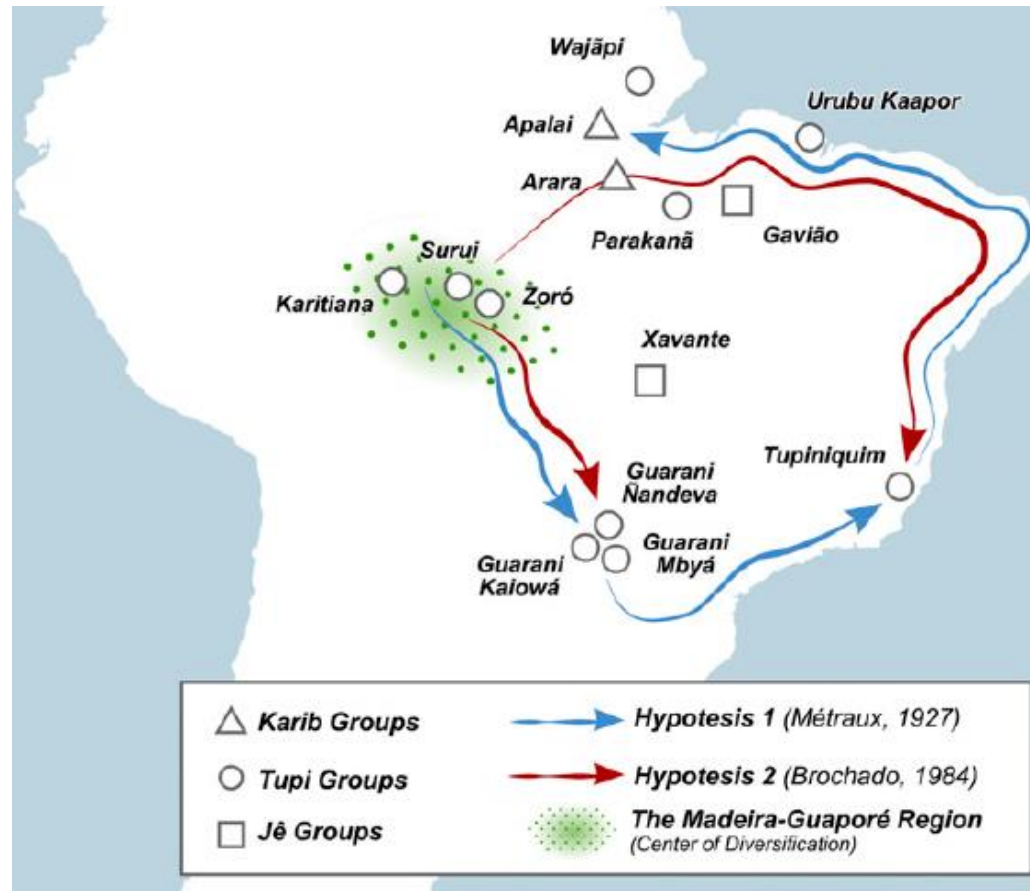 Wajãpi
Urubu Kaapor
Apalai
Arara
Parakanã
Gavião
Surui
Karitiana
Zoró
Xavante
Tupiniquim
Guarani
Ñandeva
Guarani
Kaiowá
Guarani
Mbyá
Karib Groups
Hypotesis 1 (Métraux, 1927)
Tupi Groups
Hypotesis 2 (Brochado, 1984)
Jê Groups
The Madeira-Guaporé Region
(Center of Diversification)